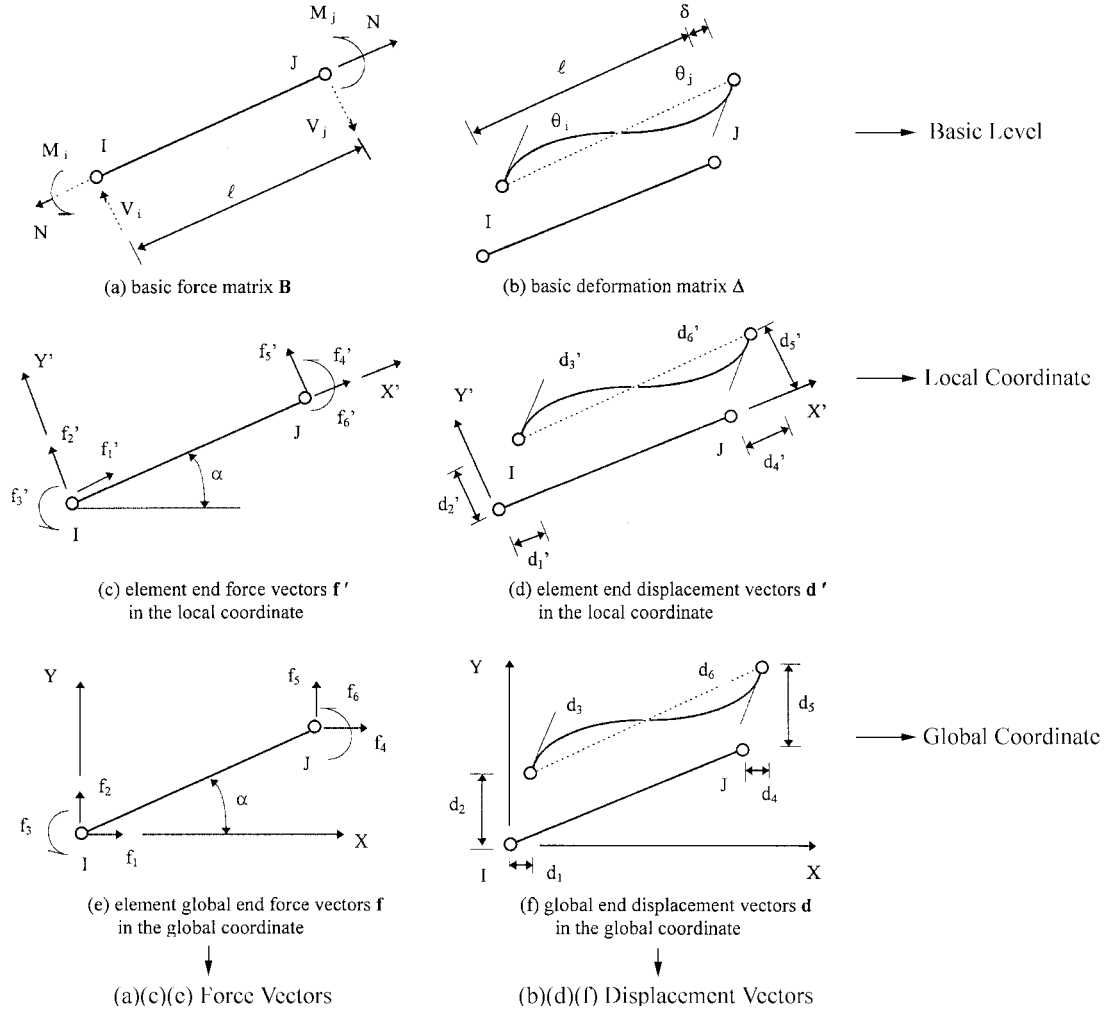 M j
N
J
V j
ℓ
I
M i
V i
N
(a) basic force matrix B
δ
ℓ
θ j
θ i
J
I
(b) basic deformation matrix Δ
Basic Level
Y'
f5'
f4'
X'
f6'
J
f2'
f1'
α
f3'
I
(c) element end force vectors f '
in the local coordinate
d6'
d5'
d3'
Y'
X'
J
I
d4'
d2'
d1'
(d) element end displacement vectors d '
in the local coordinate
Local Coordinate
Y
f5
f6
f4
J
f2
α
f3
X
I
f1
(e) element global end force vectors f
in the global coordinate
Y
d6
d3
d5
J
d4
d2
I
d1
X
(f) global end displacement vectors d
in the global coordinate
Global Coordinate
(a)(c)(e) Force Vectors
(b)(d)(f) Displacement Vectors